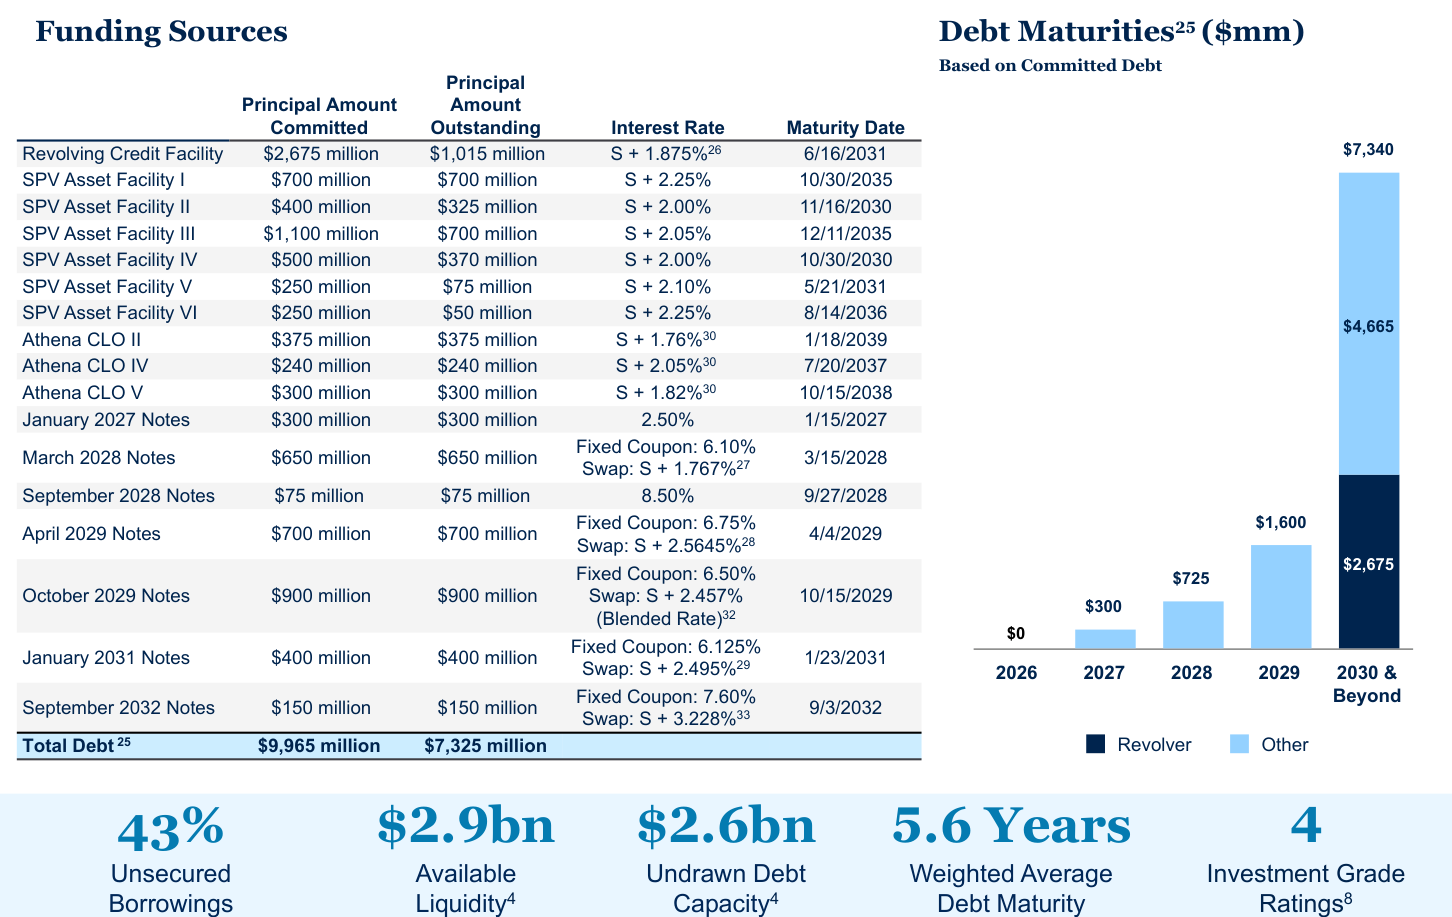 Funding Sources
Principal Amount Committed | Principal Amount Outstanding | Interest Rate | Maturity Date
Revolving Credit Facility $2,675 million $1,015 million S + 1.875%26 6/16/2031
SPV Asset Facility I $700 million $700 million S + 2.25% 10/30/2035
SPV Asset Facility II $400 million $325 million S + 2.00% 11/16/2030
SPV Asset Facility III $1,100 million $700 million S + 2.05% 12/11/2035
SPV Asset Facility IV $500 million $370 million S + 2.00% 10/30/2030
SPV Asset Facility V $250 million $75 million S + 2.10% 5/21/2031
SPV Asset Facility VI $250 million $50 million S + 2.25% 8/14/2036
Athena CLO II $375 million $375 million S + 1.76%30 1/18/2039
Athena CLO IV $240 million $240 million S + 2.05%30 7/20/2037
Athena CLO V $300 million $300 million S + 1.82%30 10/15/2038
January 2027 Notes $300 million $300 million 2.50% 1/15/2027
March 2028 Notes $650 million $650 million Fixed Coupon: 6.10% Swap: S + 1.767%27 3/15/2028
September 2028 Notes $75 million $75 million 8.50% 9/27/2028
April 2029 Notes $700 million $700 million Fixed Coupon: 6.75% Swap: S + 2.5645%28 4/4/2029
October 2029 Notes $900 million $900 million Fixed Coupon: 6.50% Swap: S + 2.457% (Blended Rate)32 10/15/2029
January 2031 Notes $400 million $400 million Fixed Coupon: 6.125% Swap: S + 2.495%29 1/23/2031
September 2032 Notes $150 million $150 million Fixed Coupon: 7.60% Swap: S + 3.228%33 9/3/2032
Total Debt 25 $9,965 million $7,325 million
Debt Maturities25 ($mm)
Based on Committed Debt
$7,340
$4,665
$2,675
$1,600
$725
$300
$0
2026 2027 2028 2029 2030 & Beyond
Revolver Other
43%
Unsecured
Borrowings
$2.9bn
Available
Liquidity4
$2.6bn
Undrawn Debt
Capacity4
5.6 Years
Weighted Average
Debt Maturity
4
Investment Grade
Ratings8